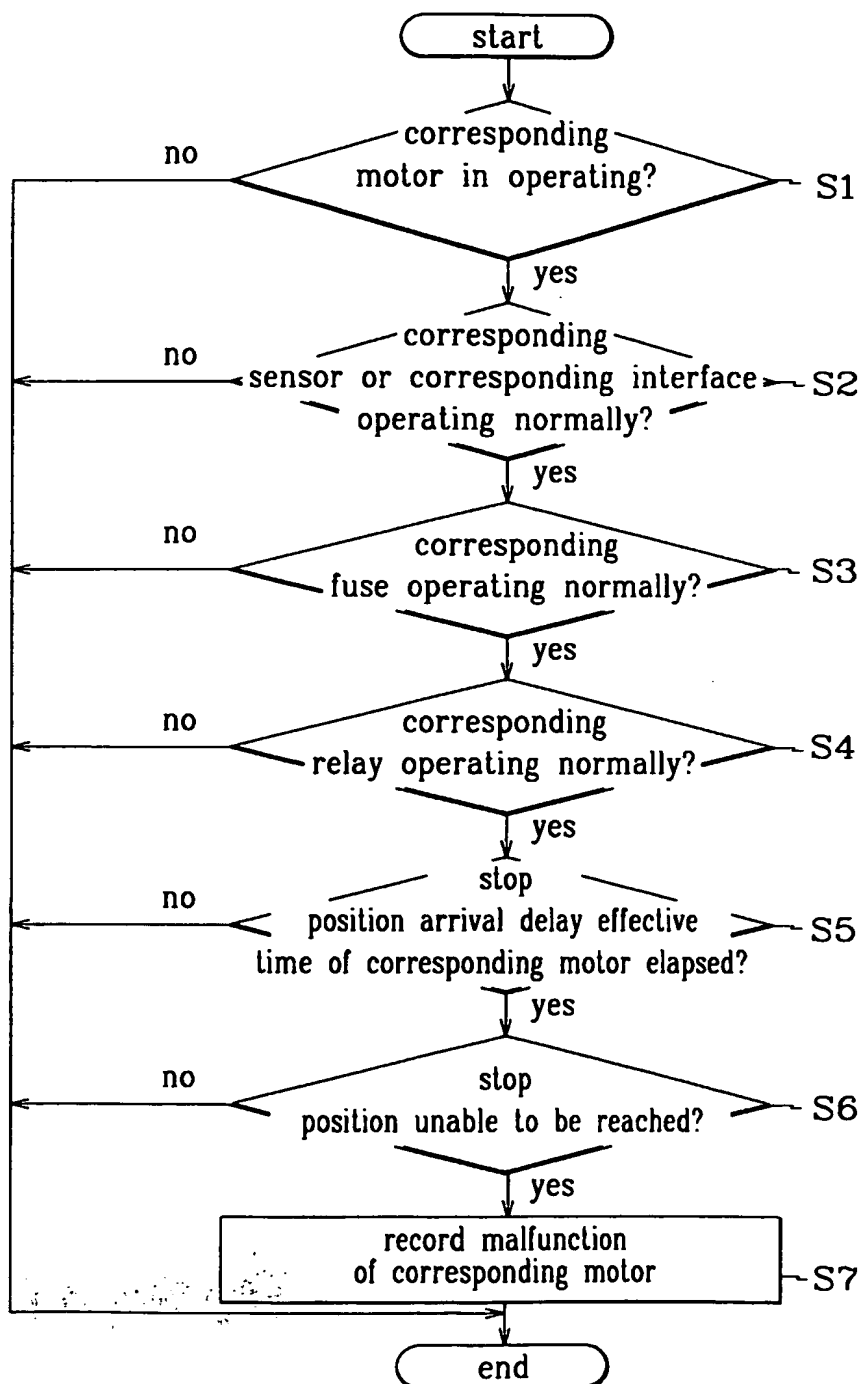 start
corresponding
motor in operating?
no
S1
yes
corresponding
sensor or corresponding interface
operating normally?
no
S2
yes
corresponding
fuse operating normally?
no
S3
yes
corresponding
relay operating normally?
no
S4
yes
stop
position arrival delay effective
time of corresponding motor elapsed?
no
S5
yes
stop
position unable to be reached?
no
S6
yes
record malfunction
of corresponding motor
S7
end